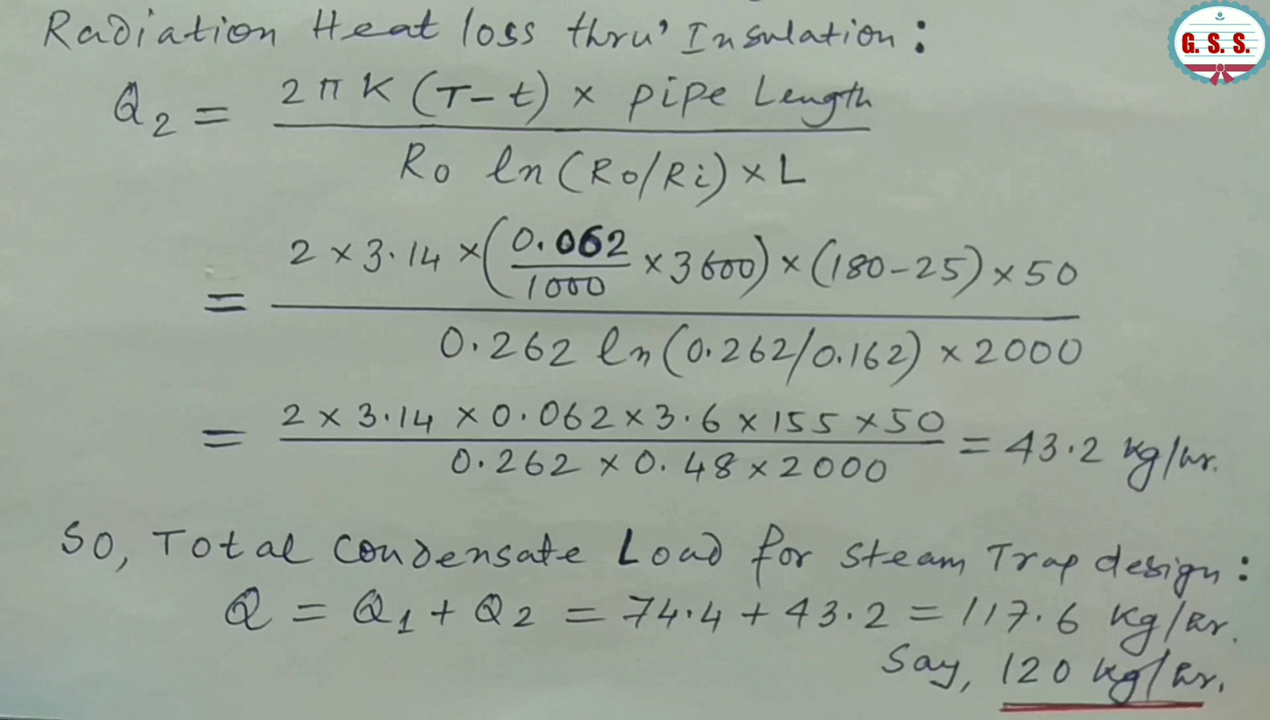 Radiation Heat loss thru' Insulation :
G. S. S.
Q2 = 2πK (T-t) × pipe Length
Ro ln (Ro/Ri) × L
= 2 × 3.14 × (0.062/1000 × 3600) × (180-25) × 50
0.262 ln (0.262/0.162) × 2000
= 2 × 3.14 × 0.062 × 3.6 × 155 × 50
0.262 × 0.48 × 2000 = 43.2 kg/hr.
So, Total Condensate Load for Steam Trap design :
Q = Q1 + Q2 = 74.4 + 43.2 = 117.6 kg/hr.
Say, 120 kg/hr.